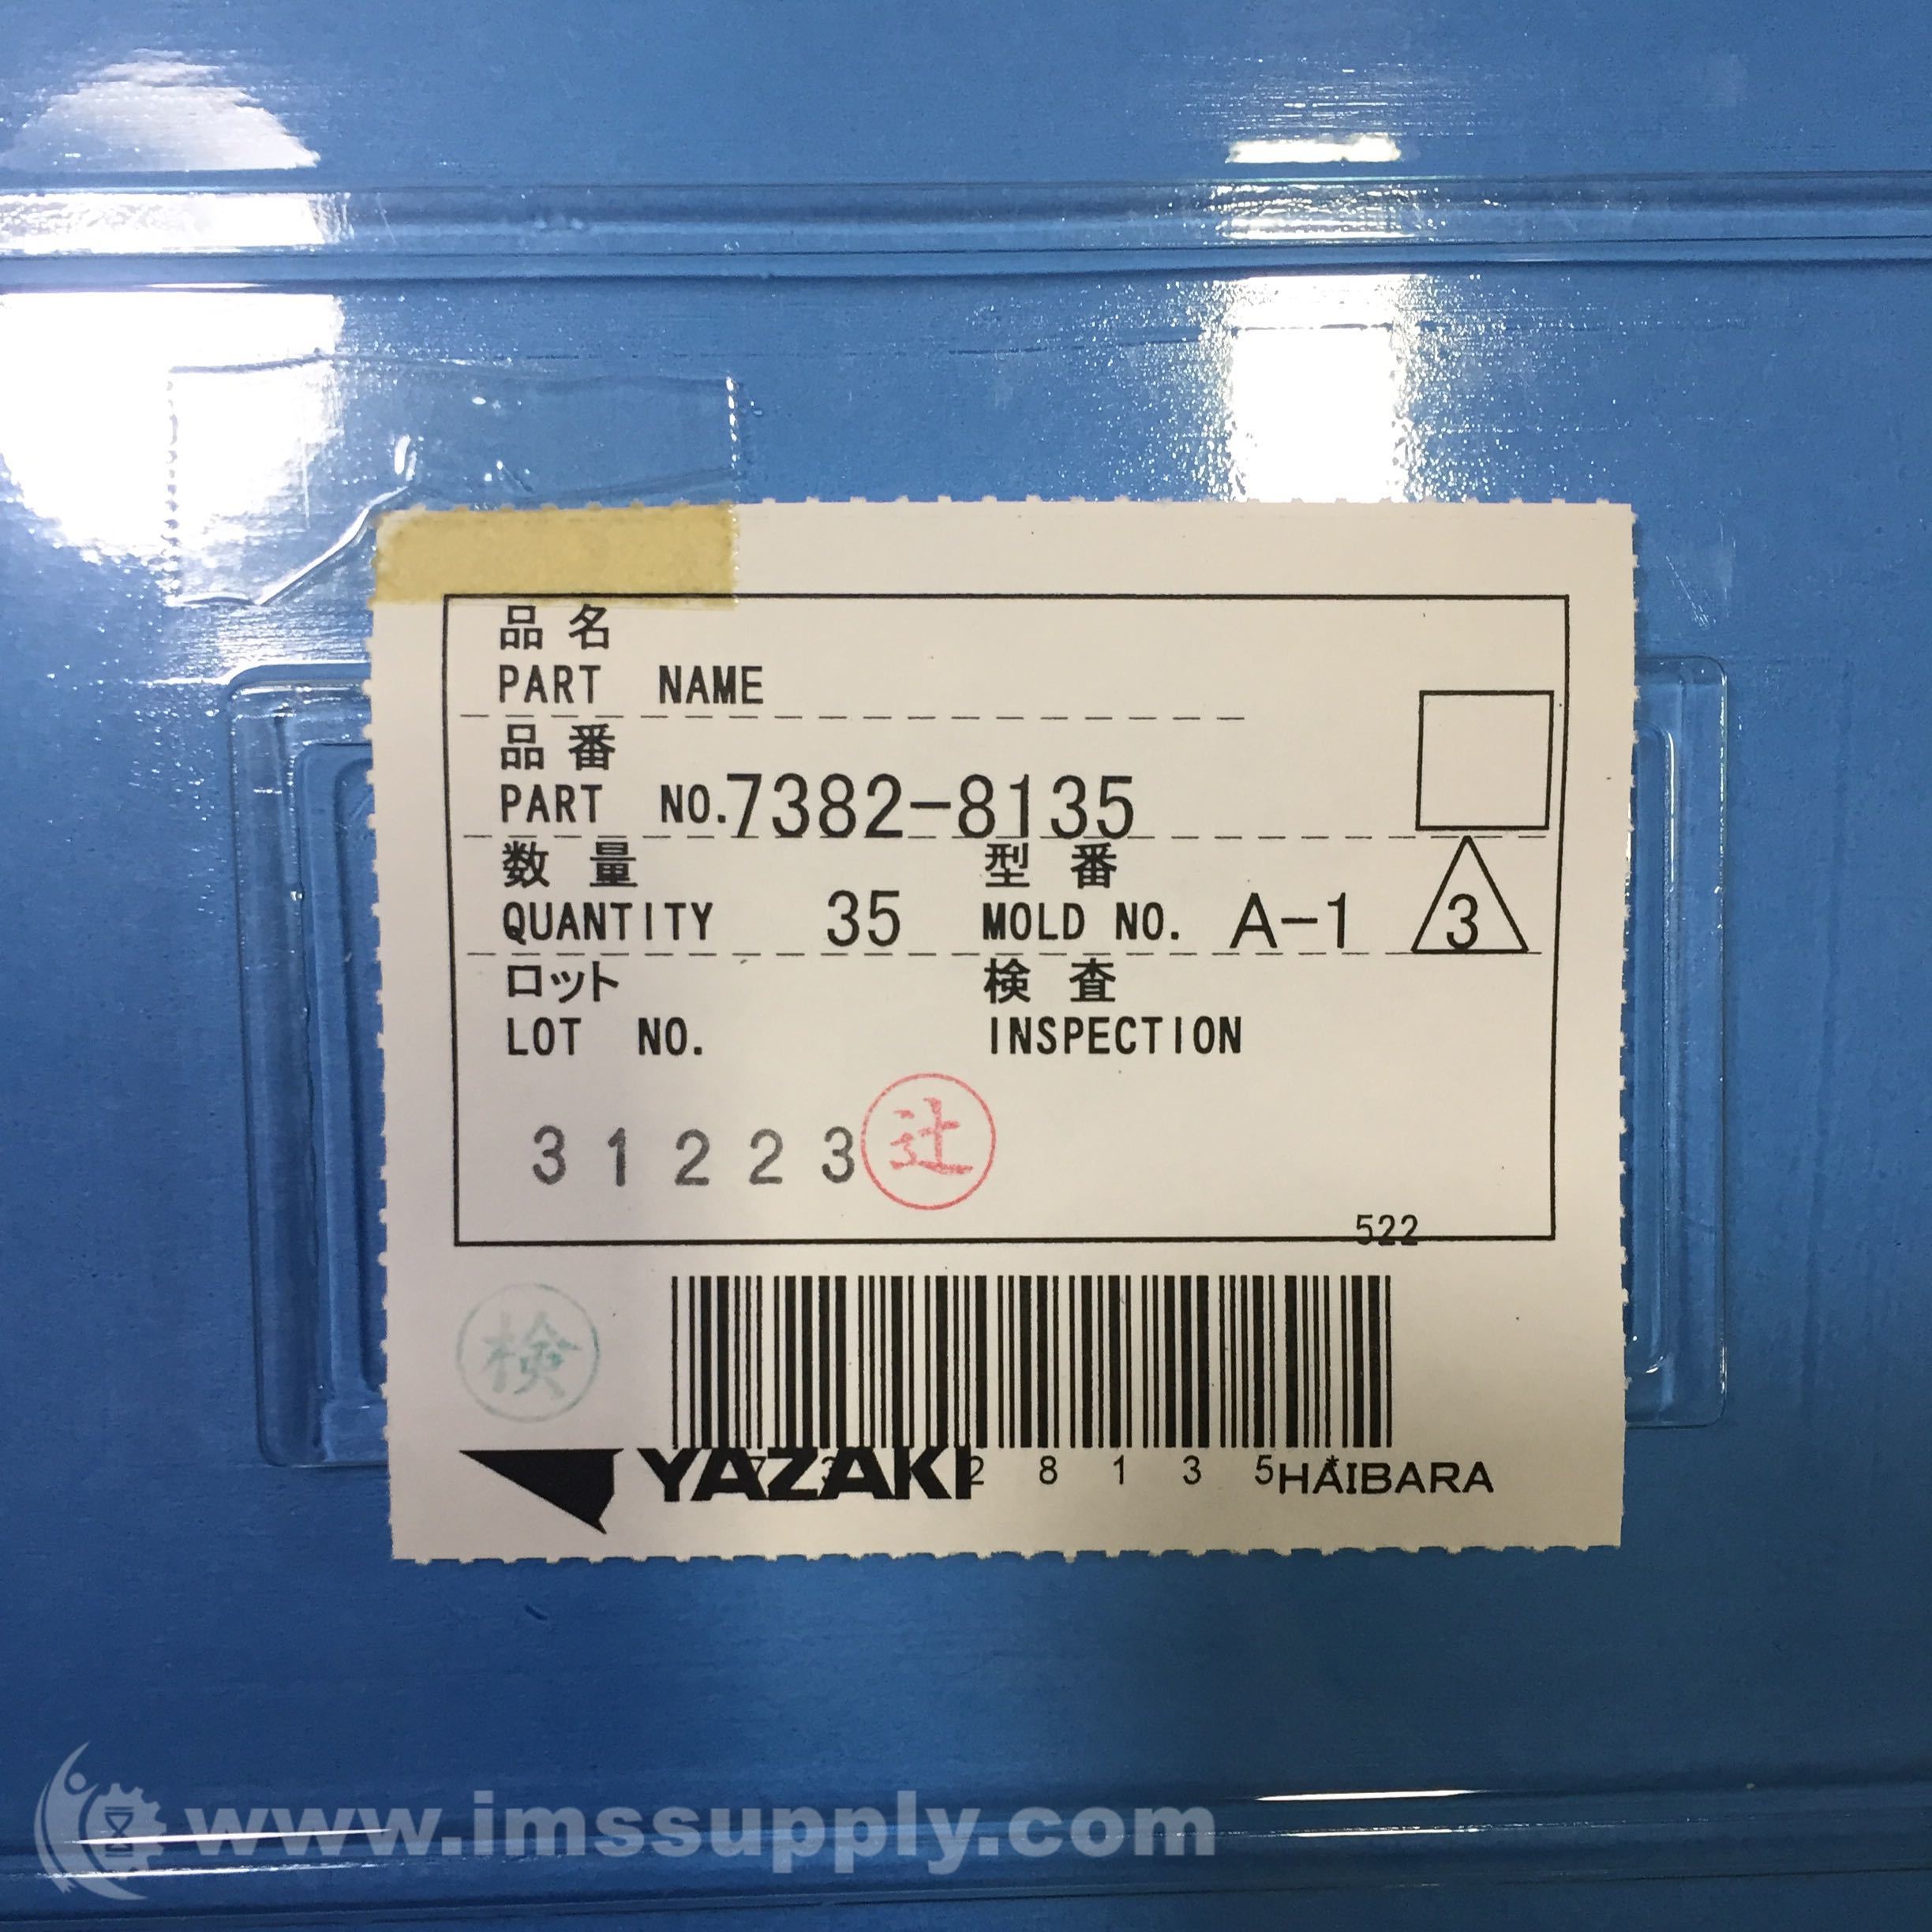 品名
PART NAME
品番
PART NO.7382-8135
数量 型番
QUANTITY 35 MOLD NO. A-1 3
ロット 検査
LOT NO. INSPECTION
31223 辻
522
検
YAZAKI 2 8 1 3 5 * HAIBARA
www.imssupply.com